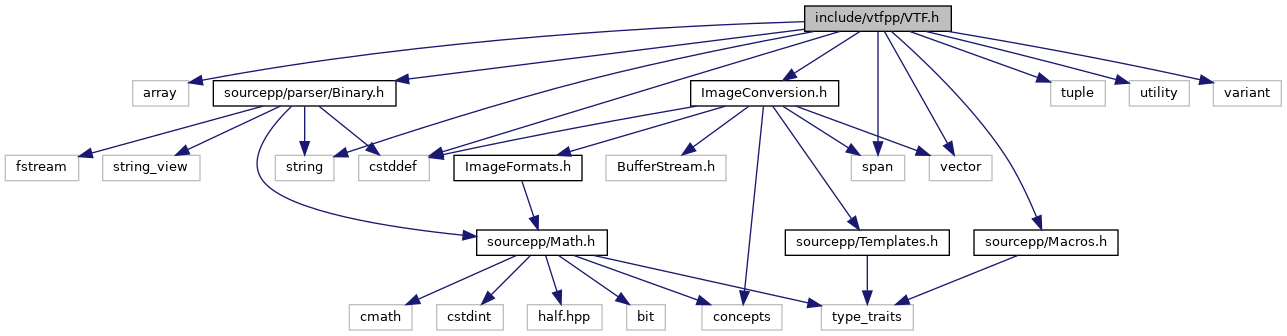 include/vtfpp/VTF.h
array
sourcepp/parser/Binary.h
ImageConversion.h
tuple
utility
variant
fstream
string_view
string
cstddef
ImageFormats.h
BufferStream.h
span
vector
sourcepp/Math.h
sourcepp/Templates.h
sourcepp/Macros.h
cmath
cstdint
half.hpp
bit
concepts
type_traits